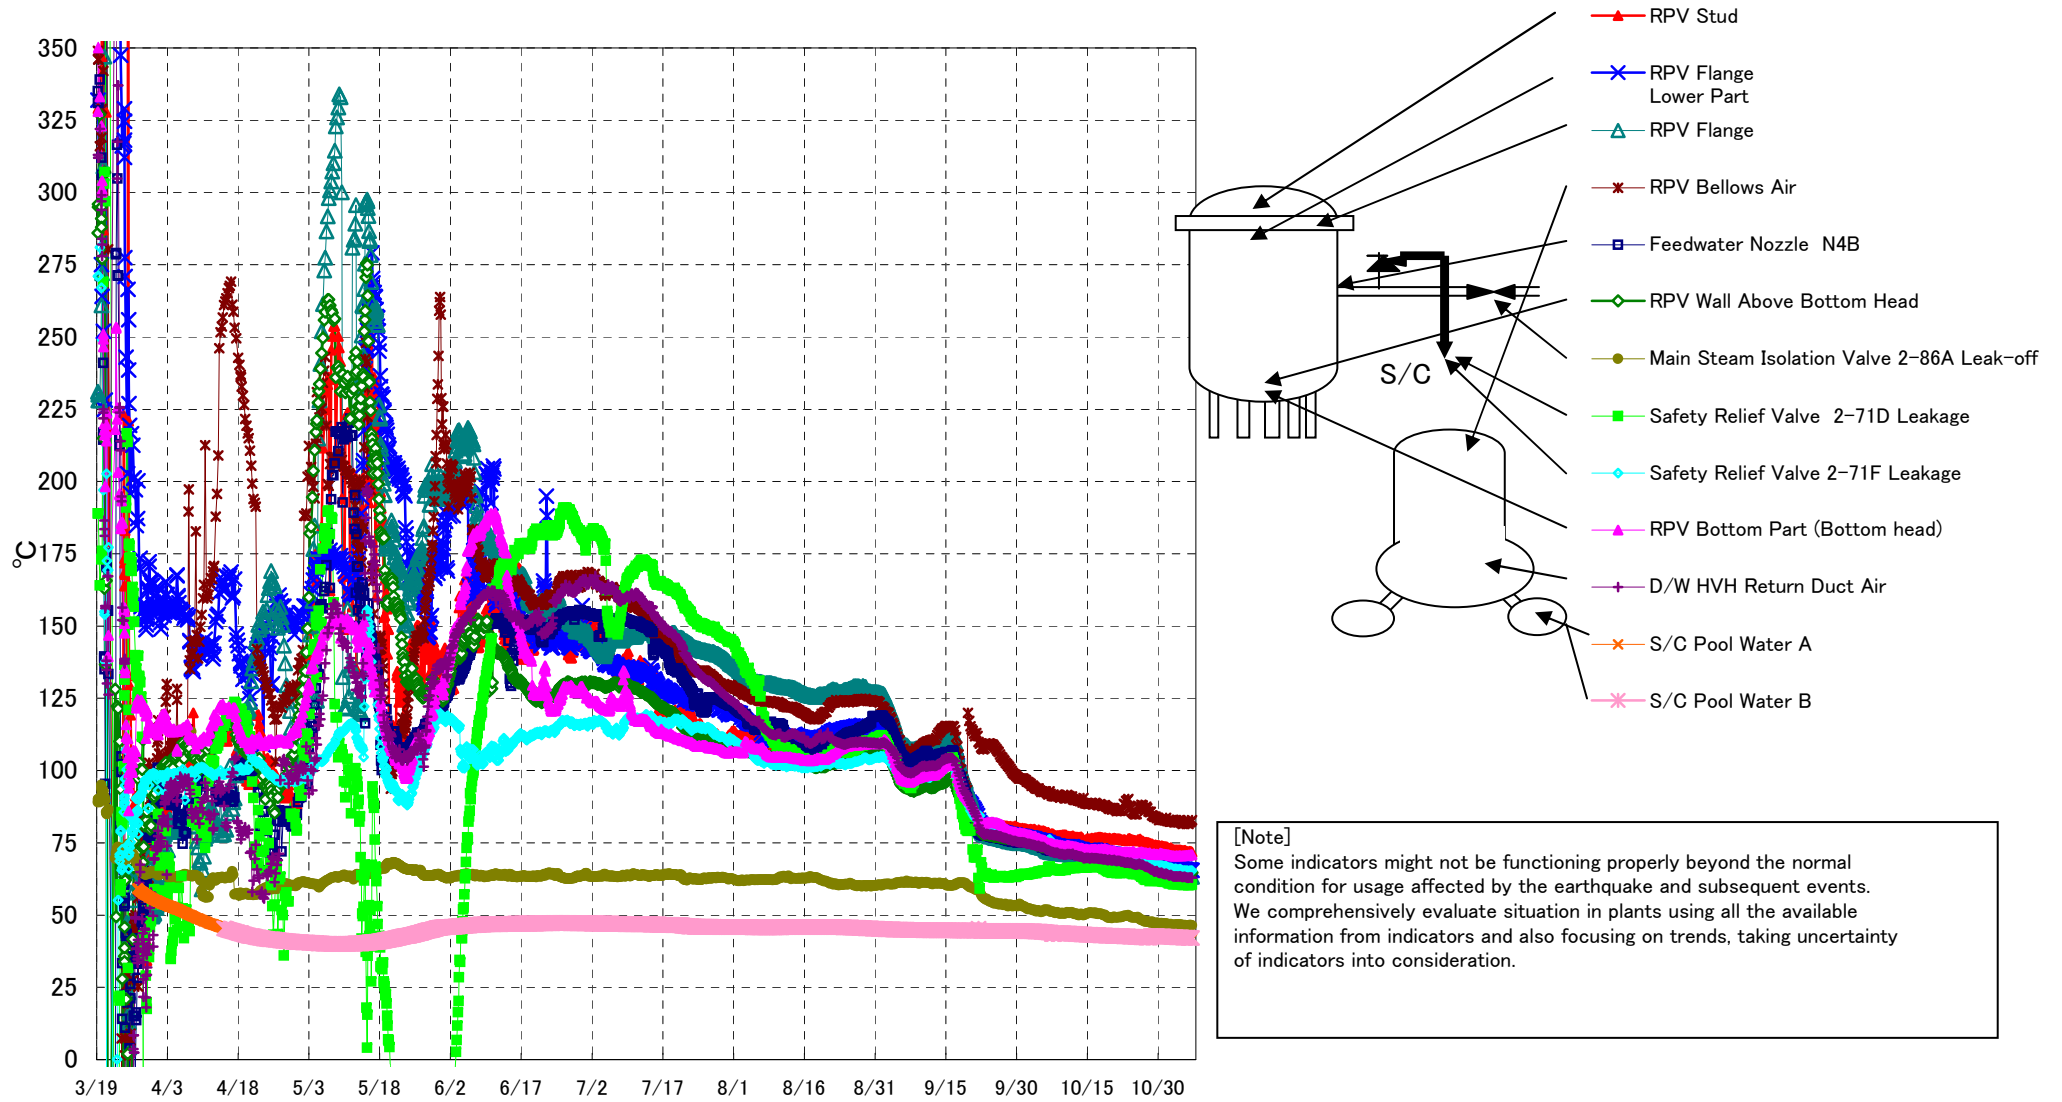 350
325
300
275
250
225
200
175
150
125
100
75
50
25
0
℃
3/19 4/3 4/18 5/3 5/18 6/2 6/17 7/2 7/17 8/1 8/16 8/31 9/15 9/30 10/15 10/30
RPV Stud
RPV Flange
Lower Part
RPV Flange
RPV Bellows Air
Feedwater Nozzle N4B
RPV Wall Above Bottom Head
Main Steam Isolation Valve 2-86A Leak-off
Safety Relief Valve 2-71D Leakage
Safety Relief Valve 2-71F Leakage
RPV Bottom Part (Bottom head)
D/W HVH Return Duct Air
S/C Pool Water A
S/C Pool Water B
S/C
[Note]
Some indicators might not be functioning properly beyond the normal
condition for usage affected by the earthquake and subsequent events.
We comprehensively evaluate situation in plants using all the available
information from indicators and also focusing on trends, taking uncertainty
of indicators into consideration.